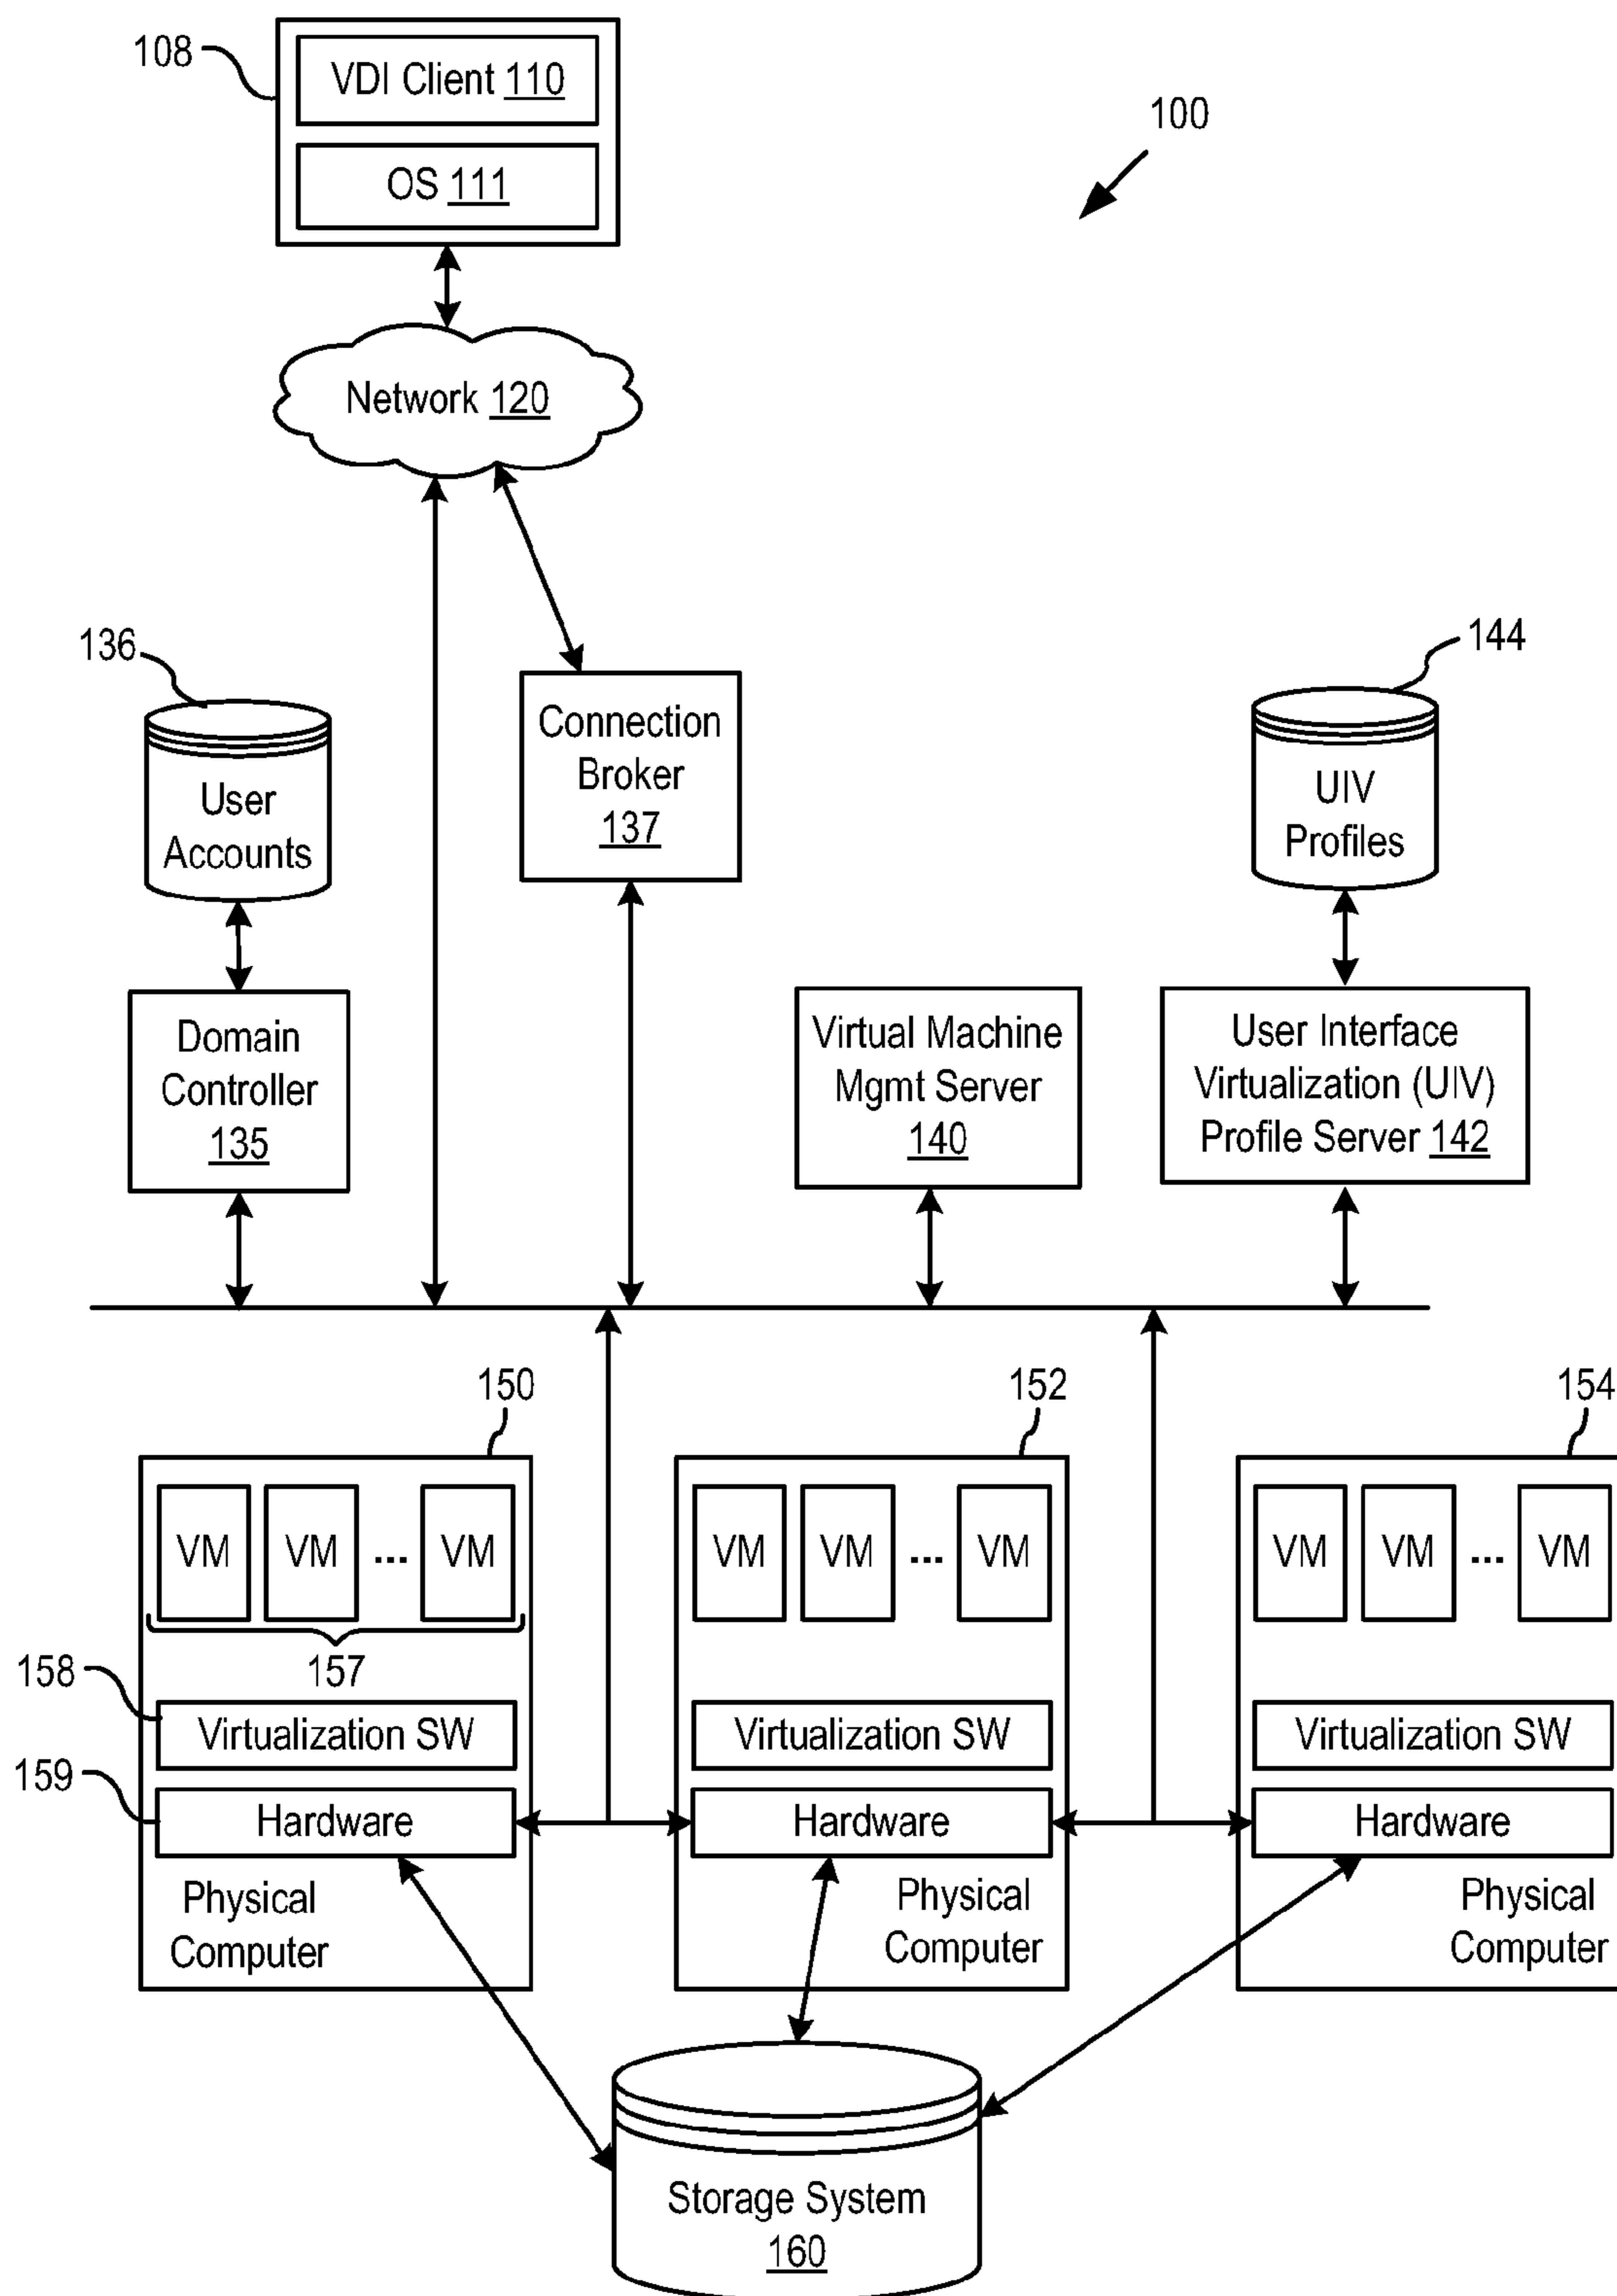 108
VDI Client 110
OS 111
100
Network 120
136
144
User
Accounts
Connection
Broker
137
UIV
Profiles
Domain
Controller
135
Virtual Machine
Mgmt Server
140
User Interface
Virtualization (UIV)
Profile Server 142
150
152
154
VM VM ... VM
VM VM ... VM
VM VM ... VM
157
158
Virtualization SW
Virtualization SW
Virtualization SW
159
Hardware
Hardware
Hardware
Physical
Computer
Physical
Computer
Physical
Computer
Storage System
160